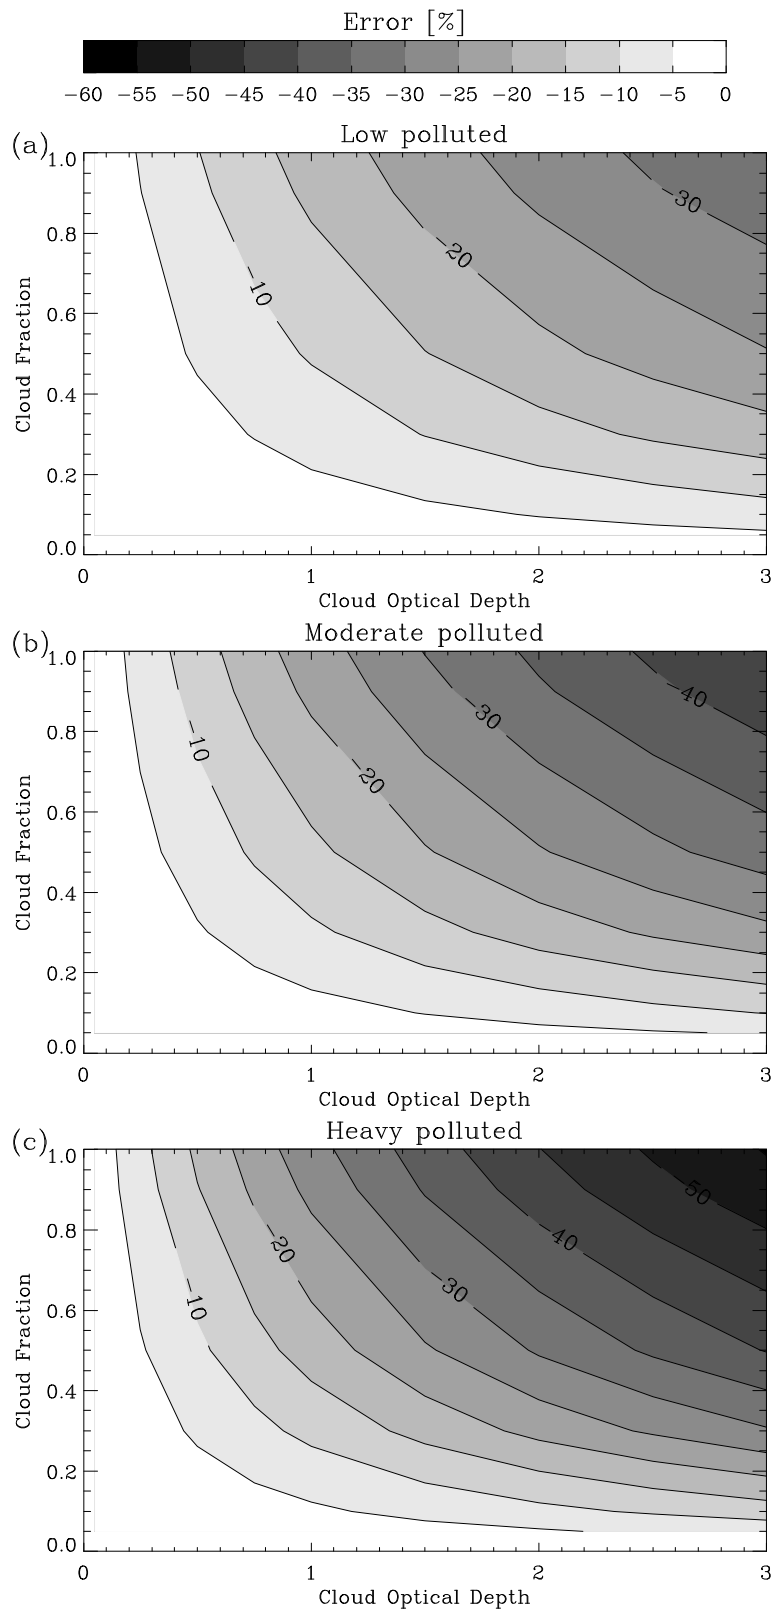 Error [%]
-60 -55 -50 -45 -40 -35 -30 -25 -20 -15 -10 -5 0
(a) Low polluted
1.0
0.8
0.6
0.4
0.2
0.0
Cloud Fraction
-10
-20
-30
0 1 2 3
Cloud Optical Depth
(b) Moderate polluted
1.0
0.8
0.6
0.4
0.2
0.0
Cloud Fraction
-10
-20
-30
-40
0 1 2 3
Cloud Optical Depth
(c) Heavy polluted
1.0
0.8
0.6
0.4
0.2
0.0
Cloud Fraction
-10
-20
-30
-40
-50
0 1 2 3
Cloud Optical Depth